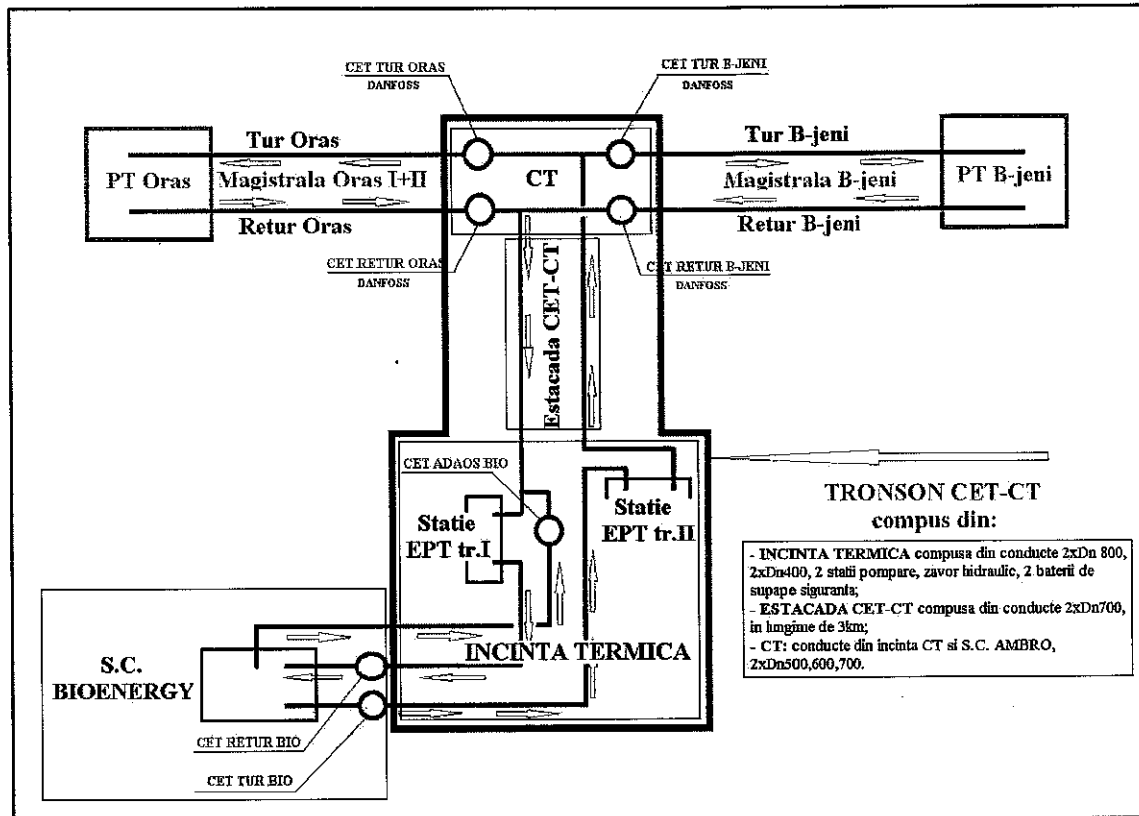 CET TUR ORAS
DANFOSS
CET TUR B-JENI
DANFOSS
Tur Oras
Tur B-jeni
PT Oras
Magistrala Oras I+II
CT
Magistrala B-jeni
PT B-jeni
Retur Oras
Retur B-jeni
CET RETUR ORAS
DANFOSS
CET RETUR B-JENI
DANFOSS
Estacada CET-CT
CET ADAOS BIO
Statie
EPT tr.I
Statie
EPT tr.II
TRONSON CET-CT
compus din:
- INCINTA TERMICA compusa din conducte 2xDn 800,
2xDn400, 2 statii pompare, zavor hidraulic, 2 baterii de
supape siguranta;
- ESTACADA CET-CT compusa din conducte 2xDn700,
in lungime de 3km;
- CT: conducte din incinta CT si S.C. AMBRO,
2xDn500,600,700.
INCINTA TERMICA
S.C.
BIOENERGY
CET RETUR BIO
CET TUR BIO